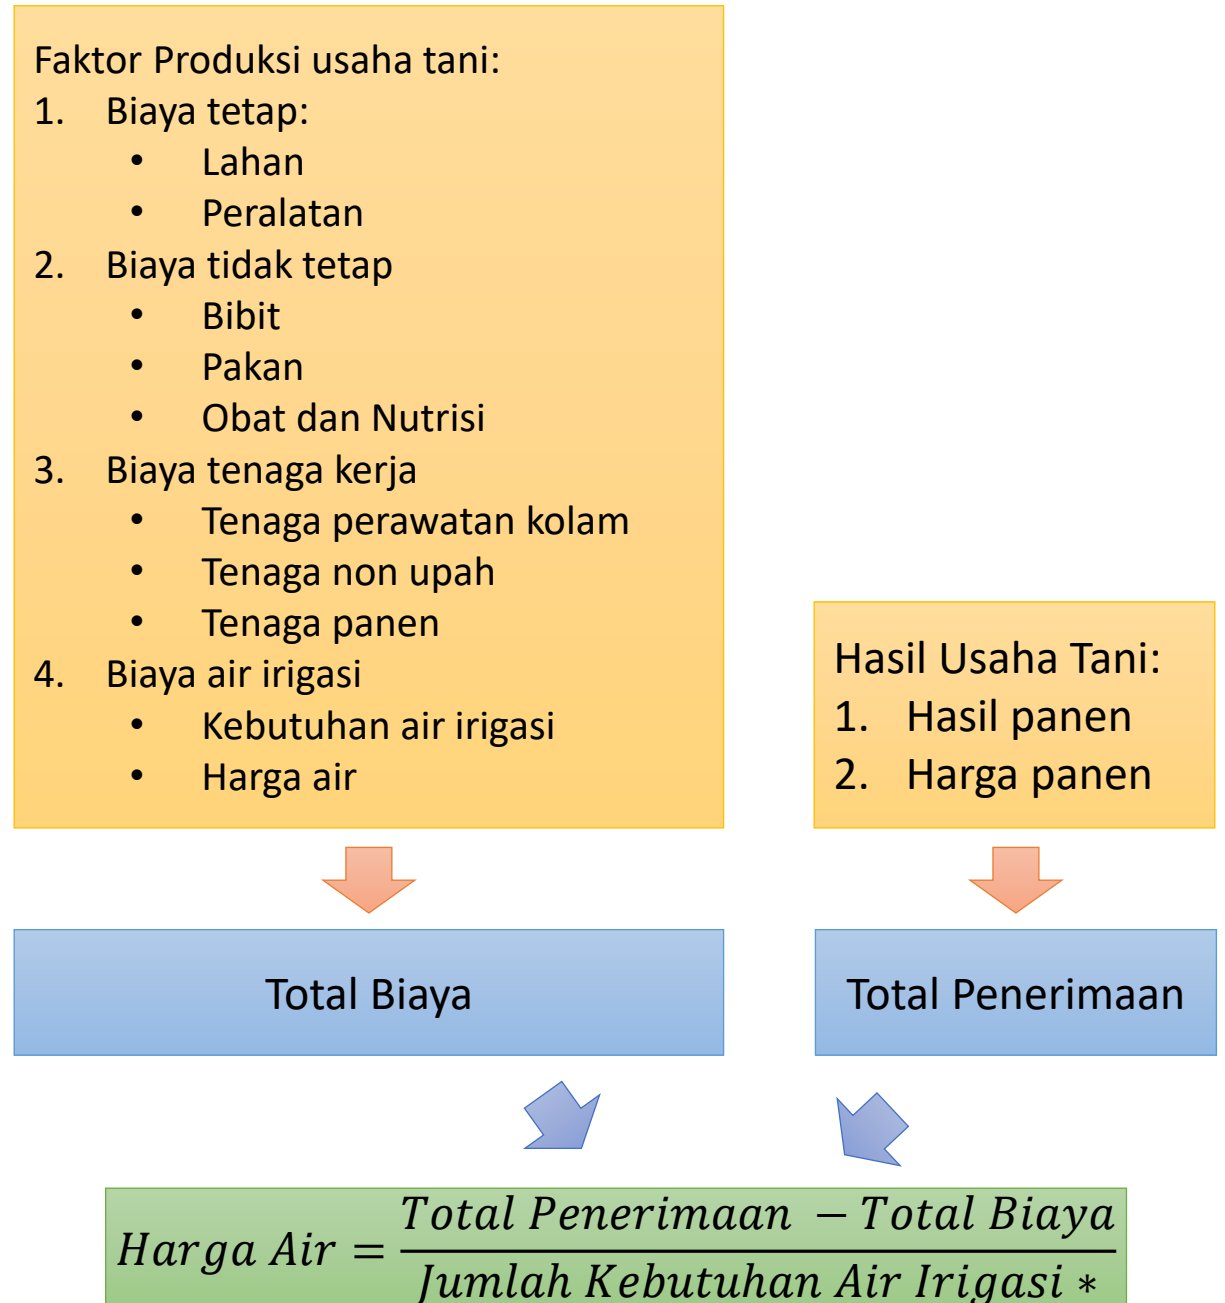 Faktor Produksi usaha tani:
1. Biaya tetap:
• Lahan
• Peralatan
2. Biaya tidak tetap
• Bibit
• Pakan
• Obat dan Nutrisi
3. Biaya tenaga kerja
• Tenaga perawatan kolam
• Tenaga non upah
• Tenaga panen
4. Biaya air irigasi
• Kebutuhan air irigasi
• Harga air
Hasil Usaha Tani:
1. Hasil panen
2. Harga panen
Total Biaya
Total Penerimaan
Harga Air = Total Penerimaan − Total Biaya
Jumlah Kebutuhan Air Irigasi *